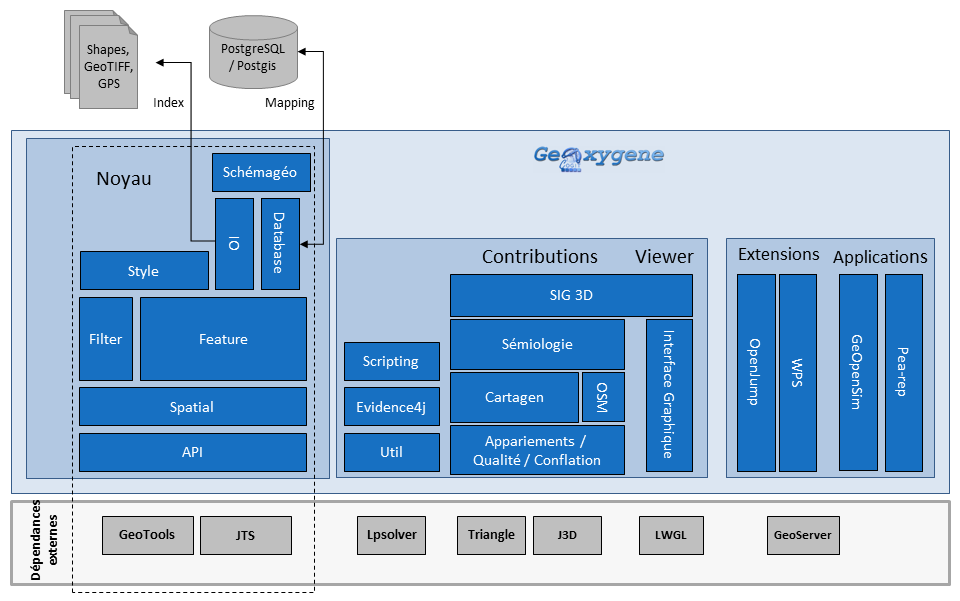 Shapes,
GeoTIFF,
GPS
PostgreSQL
/ Postgis
Index
Mapping
GeOxygene
Noyau
Schémagéo
IO
Database
Style
Filter
Feature
Spatial
API
Contributions
Viewer
SIG 3D
Sémiologie
Scripting
Cartagen
OSM
Evidence4j
Util
Appariements /
Qualité / Conflation
Interface Graphique
Extensions
Applications
OpenJump
WPS
GeOpenSim
Pea-rep
Dépendances
externes
GeoTools
JTS
Lpsolver
Triangle
J3D
LWGL
GeoServer